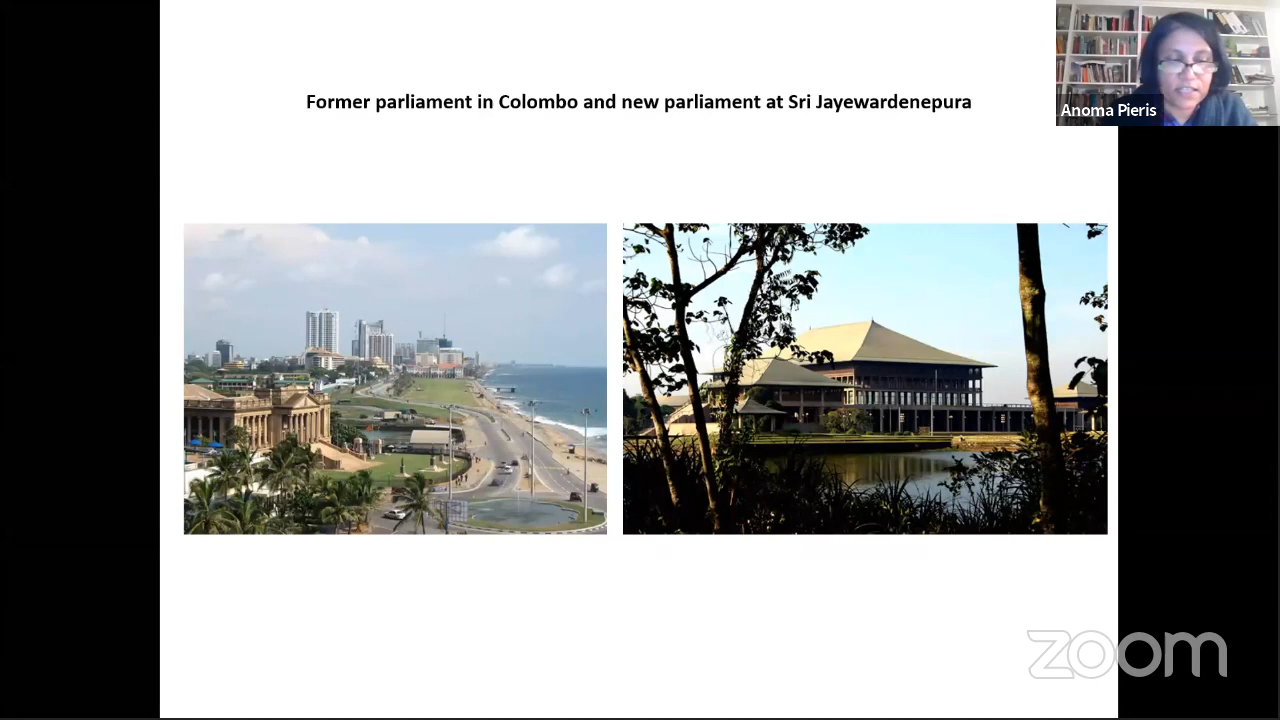 Former parliament in Colombo and new parliament at Sri Jayewardenepura
Anoma Pieris
zoom